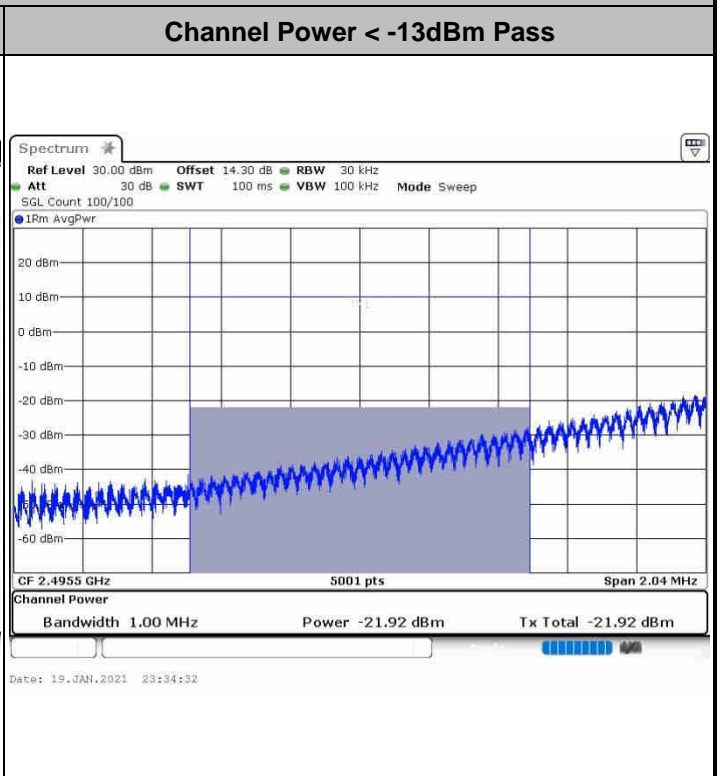 Channel Power < -13dBm Pass
Spectrum
Ref Level 30.00 dBm Offset 14.30 dB RBW 30 kHz
Att 30 dB SWT 100 ms VBW 100 kHz Mode Sweep
SGL Count 100/100
1Rm AvgPwr
20 dBm
10 dBm
0 dBm
-10 dBm
-20 dBm
-30 dBm
-40 dBm
-60 dBm
CF 2.4955 GHz 5001 pts Span 2.04 MHz
Channel Power
Bandwidth 1.00 MHz Power -21.92 dBm Tx Total -21.92 dBm
Date: 19.JAN.2021 23:34:32